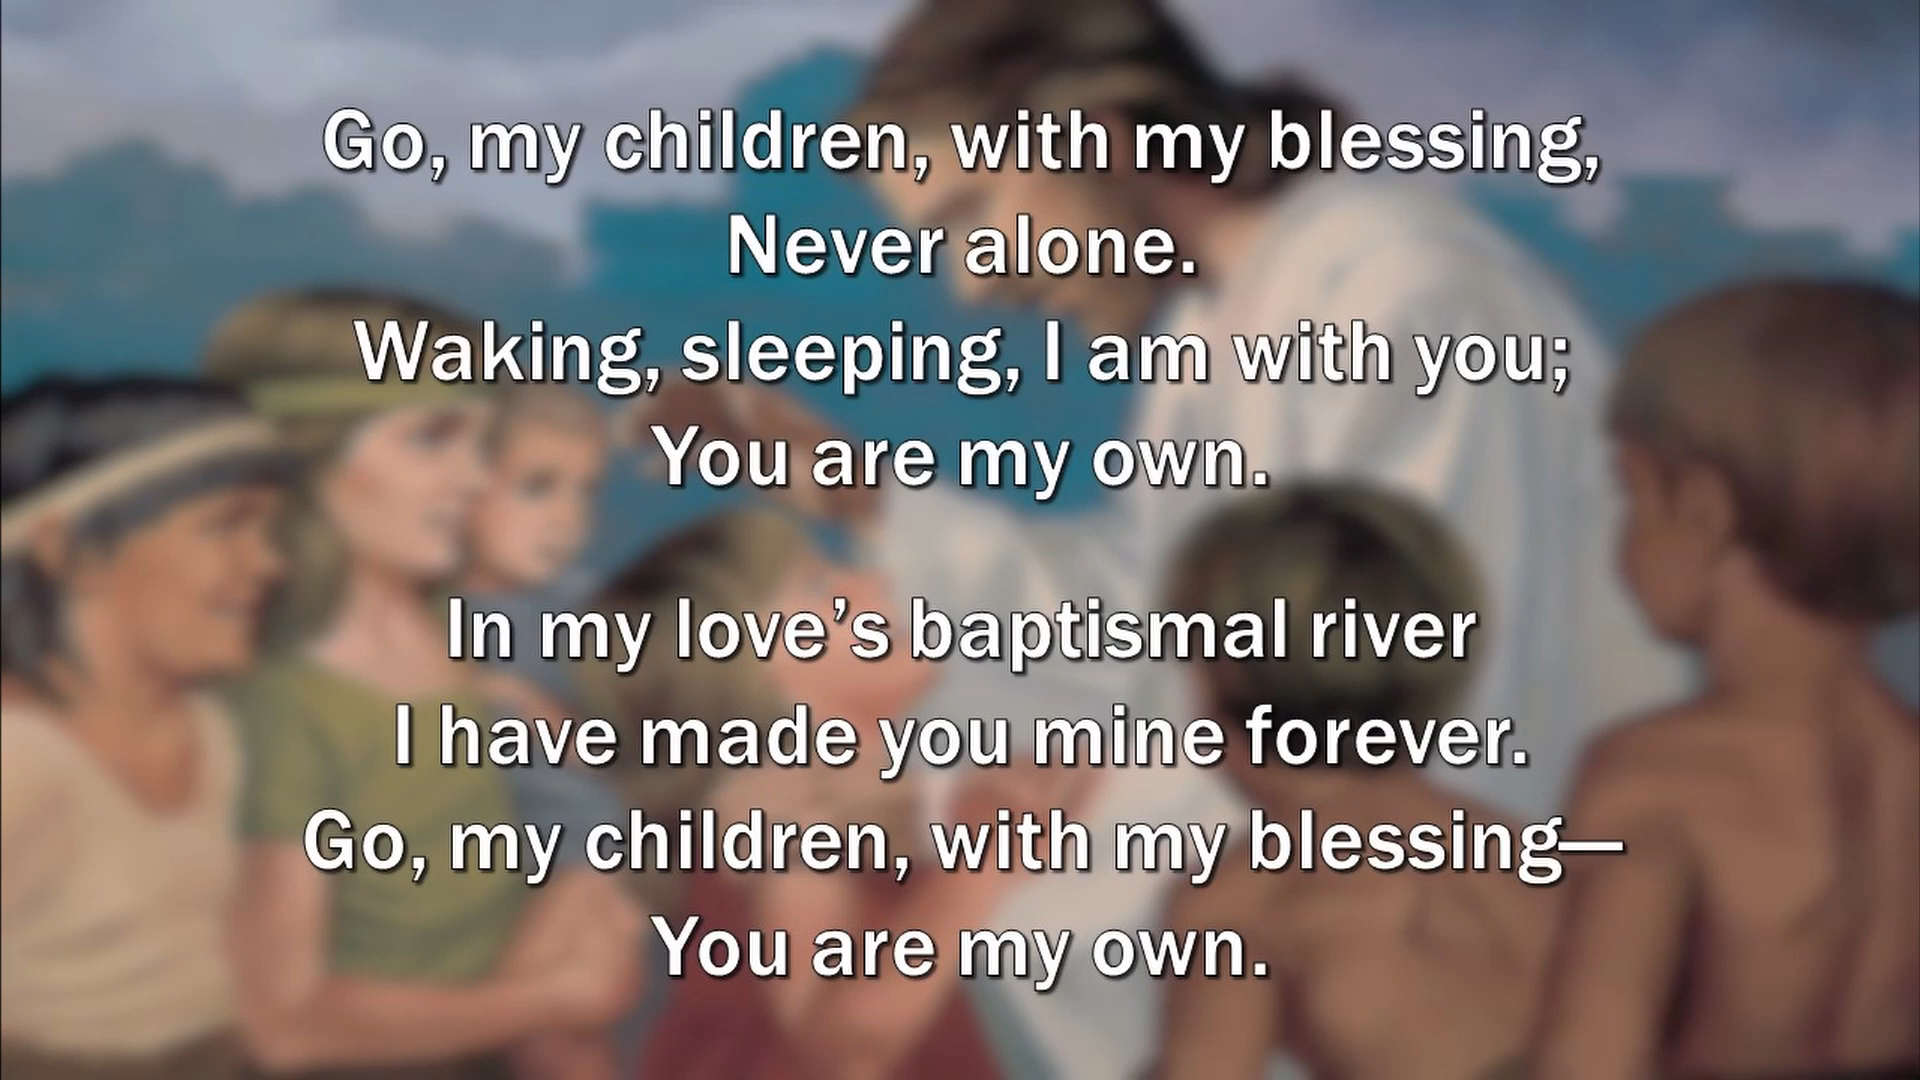 Go, my children, with my blessing,
Never alone.
Waking, sleeping, I am with you;
You are my own.
In my love’s baptismal river
I have made you mine forever.
Go, my children, with my blessing—
You are my own.